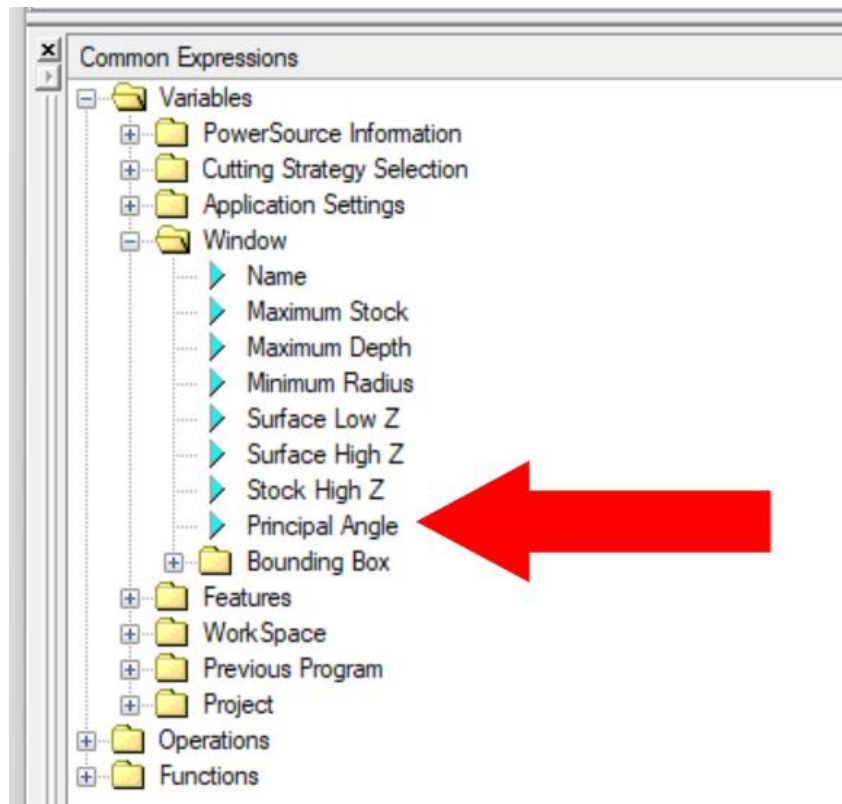 Common Expressions
Variables
PowerSource Information
Cutting Strategy Selection
Application Settings
Window
Name
Maximum Stock
Maximum Depth
Minimum Radius
Surface Low Z
Surface High Z
Stock High Z
Principal Angle
Bounding Box
Features
WorkSpace
Previous Program
Project
Operations
Functions